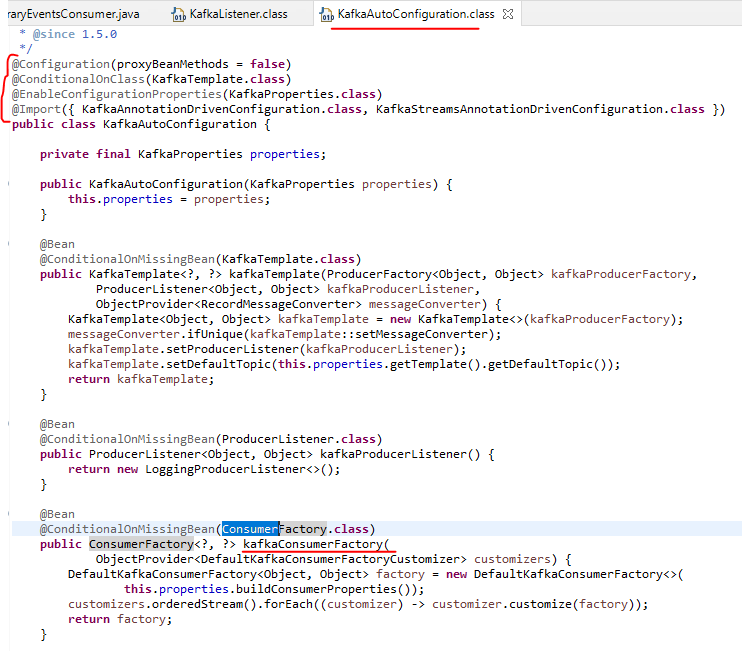 raryEventsConsumer.java KafkaListener.class KafkaAutoConfiguration.class
* @since 1.5.0
*/
@Configuration(proxyBeanMethods = false)
@ConditionalOnClass(KafkaTemplate.class)
@EnableConfigurationProperties(KafkaProperties.class)
@Import({ KafkaAnnotationDrivenConfiguration.class, KafkaStreamsAnnotationDrivenConfiguration.class })
public class KafkaAutoConfiguration {
private final KafkaProperties properties;
public KafkaAutoConfiguration(KafkaProperties properties) {
this.properties = properties;
}
@Bean
@ConditionalOnMissingBean(KafkaTemplate.class)
public KafkaTemplate<?, ?> kafkaTemplate(ProducerFactory<Object, Object> kafkaProducerFactory,
ProducerListener<Object, Object> kafkaProducerListener,
ObjectProvider<RecordMessageConverter> messageConverter) {
KafkaTemplate<Object, Object> kafkaTemplate = new KafkaTemplate<>(kafkaProducerFactory);
messageConverter.ifUnique(kafkaTemplate::setMessageConverter);
kafkaTemplate.setProducerListener(kafkaProducerListener);
kafkaTemplate.setDefaultTopic(this.properties.getTemplate().getDefaultTopic());
return kafkaTemplate;
}
@Bean
@ConditionalOnMissingBean(ProducerListener.class)
public ProducerListener<Object, Object> kafkaProducerListener() {
return new LoggingProducerListener<>();
}
@Bean
@ConditionalOnMissingBean(ConsumerFactory.class)
public ConsumerFactory<?, ?> kafkaConsumerFactory(
ObjectProvider<DefaultKafkaConsumerFactoryCustomizer> customizers) {
DefaultKafkaConsumerFactory<Object, Object> factory = new DefaultKafkaConsumerFactory<>(
this.properties.buildConsumerProperties());
customizers.orderedStream().forEach((customizer) -> customizer.customize(factory));
return factory;
}